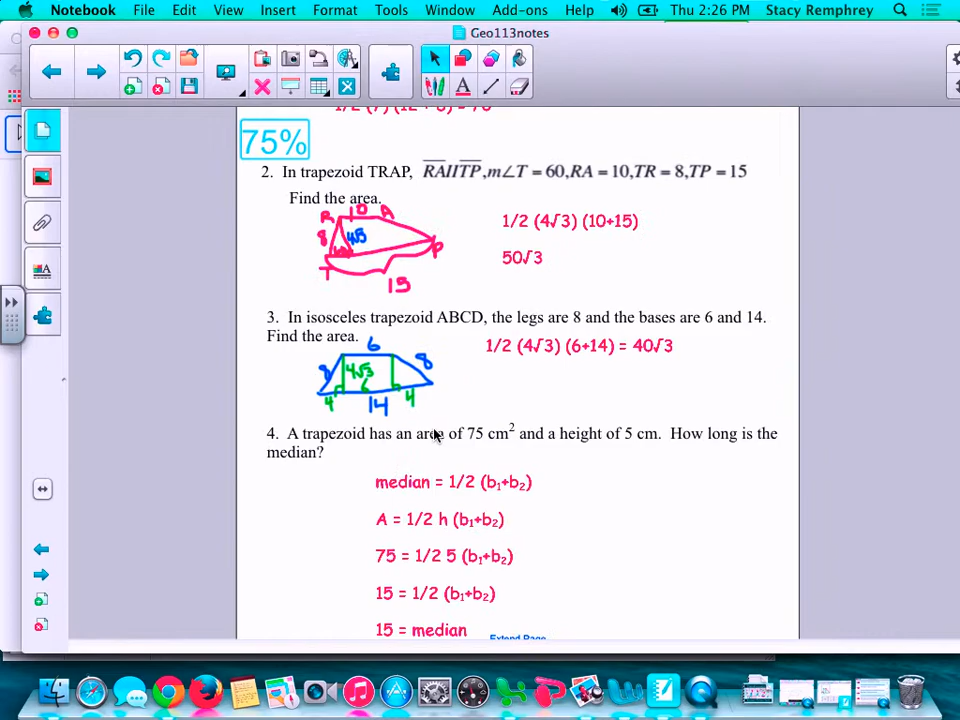 Notebook File Edit View Insert Format Tools Window Add-ons Help Thu 2:26 PM Stacy Remphrey
Geo113notes
75%
2. In trapezoid TRAP, RAIITP, m∠T = 60, RA = 10, TR = 8, TP = 15
Find the area.
R 10 A
8 4√3
60
P
T
15
1/2 (4√3) (10+15)
50√3
3. In isosceles trapezoid ABCD, the legs are 8 and the bases are 6 and 14.
Find the area.
1/2 (4√3) (6+14) = 40√3
6
8 4√3 8
6
4 14 4
4. A trapezoid has an area of 75 cm² and a height of 5 cm. How long is the
median?
median = 1/2 (b₁+b₂)
A = 1/2 h (b₁+b₂)
75 = 1/2 5 (b₁+b₂)
15 = 1/2 (b₁+b₂)
15 = median
Extend Page